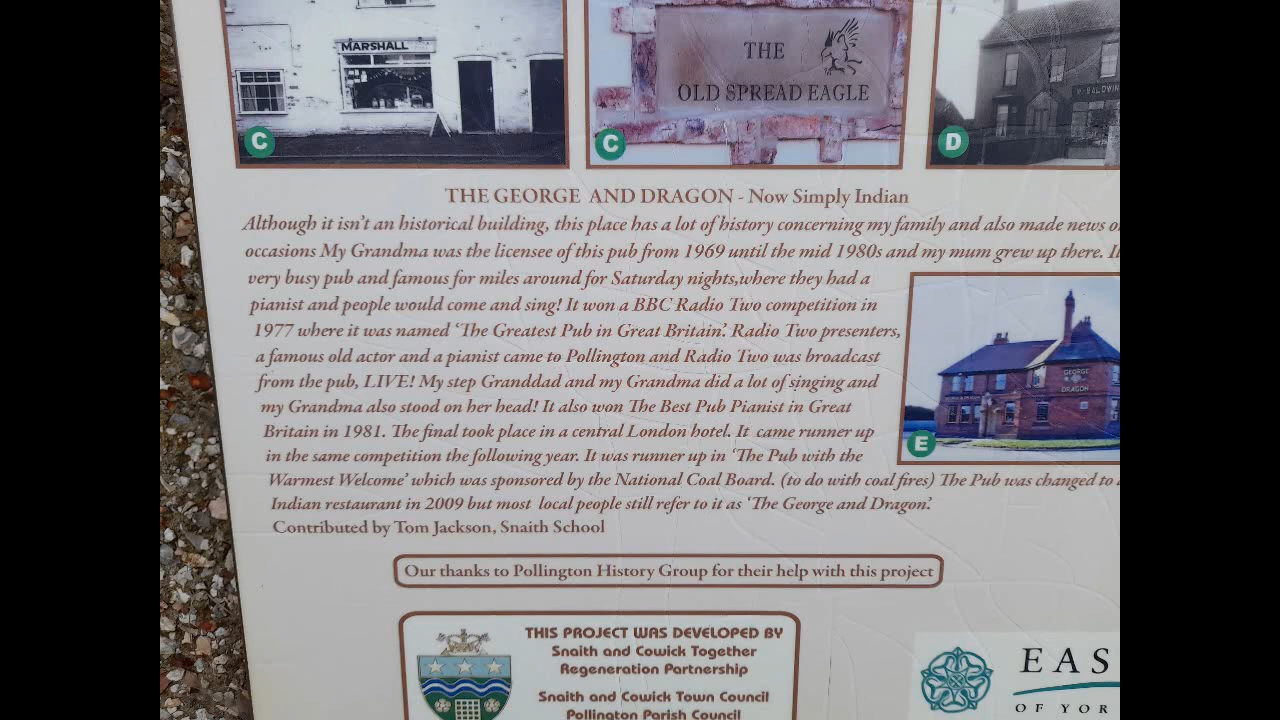 MARSHALL
C
THE
OLD SPREAD EAGLE
C
BALDWIN
D
THE GEORGE AND DRAGON - Now Simply Indian
Although it isn't an historical building, this place has a lot of history concerning my family and also made news
occasions My Grandma was the licensee of this pub from 1969 until the mid 1980s and my mum grew up there.
very busy pub and famous for miles around for Saturday nights,where they had a
pianist and people would come and sing! It won a BBC Radio Two competition in
1977 where it was named 'The Greatest Pub in Great Britain'. Radio Two presenters,
a famous old actor and a pianist came to Pollington and Radio Two was broadcast
from the pub, LIVE! My step Granddad and my Grandma did a lot of singing and
my Grandma also stood on her head! It also won The Best Pub Pianist in Great
Britain in 1981. The final took place in a central London hotel. It came runner up
in the same competition the following year. It was runner up in 'The Pub with the
Warmest Welcome' which was sponsored by the National Coal Board. (to do with coal fires) The Pub was changed to
Indian restaurant in 2009 but most local people still refer to it as 'The George and Dragon'.
Contributed by Tom Jackson, Snaith School
GEORGE
DRAGON
E
Our thanks to Pollington History Group for their help with this project
THIS PROJECT WAS DEVELOPED BY
Snaith and Cowick Together
Regeneration Partnership
Snaith and Cowick Town Council
Pollington Parish Council
EAS
OF YOR